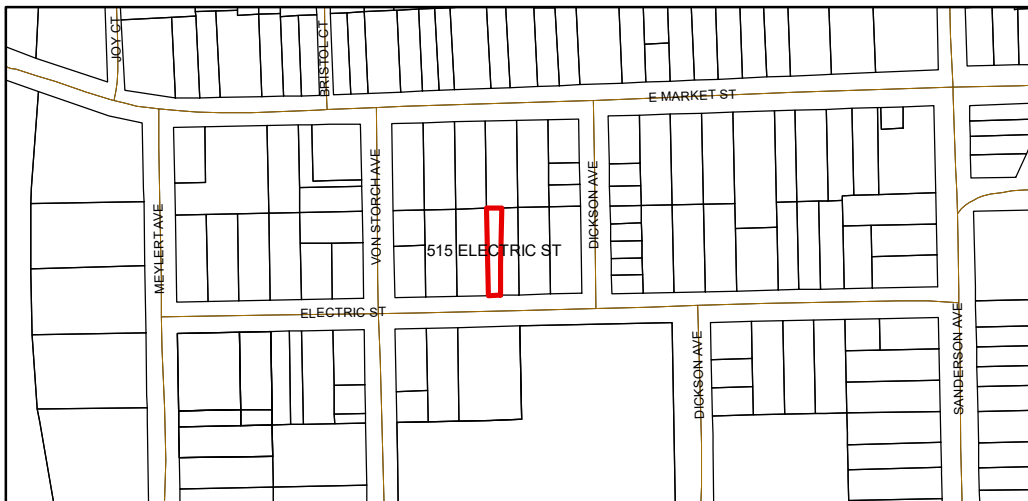 JOY CT
BRISTOL CT
E MARKET ST
MEYLERT AVE
VON STORCH AVE
DICKSON AVE
515 ELECTRIC ST
ELECTRIC ST
DICKSON AVE
SANDERSON AVE